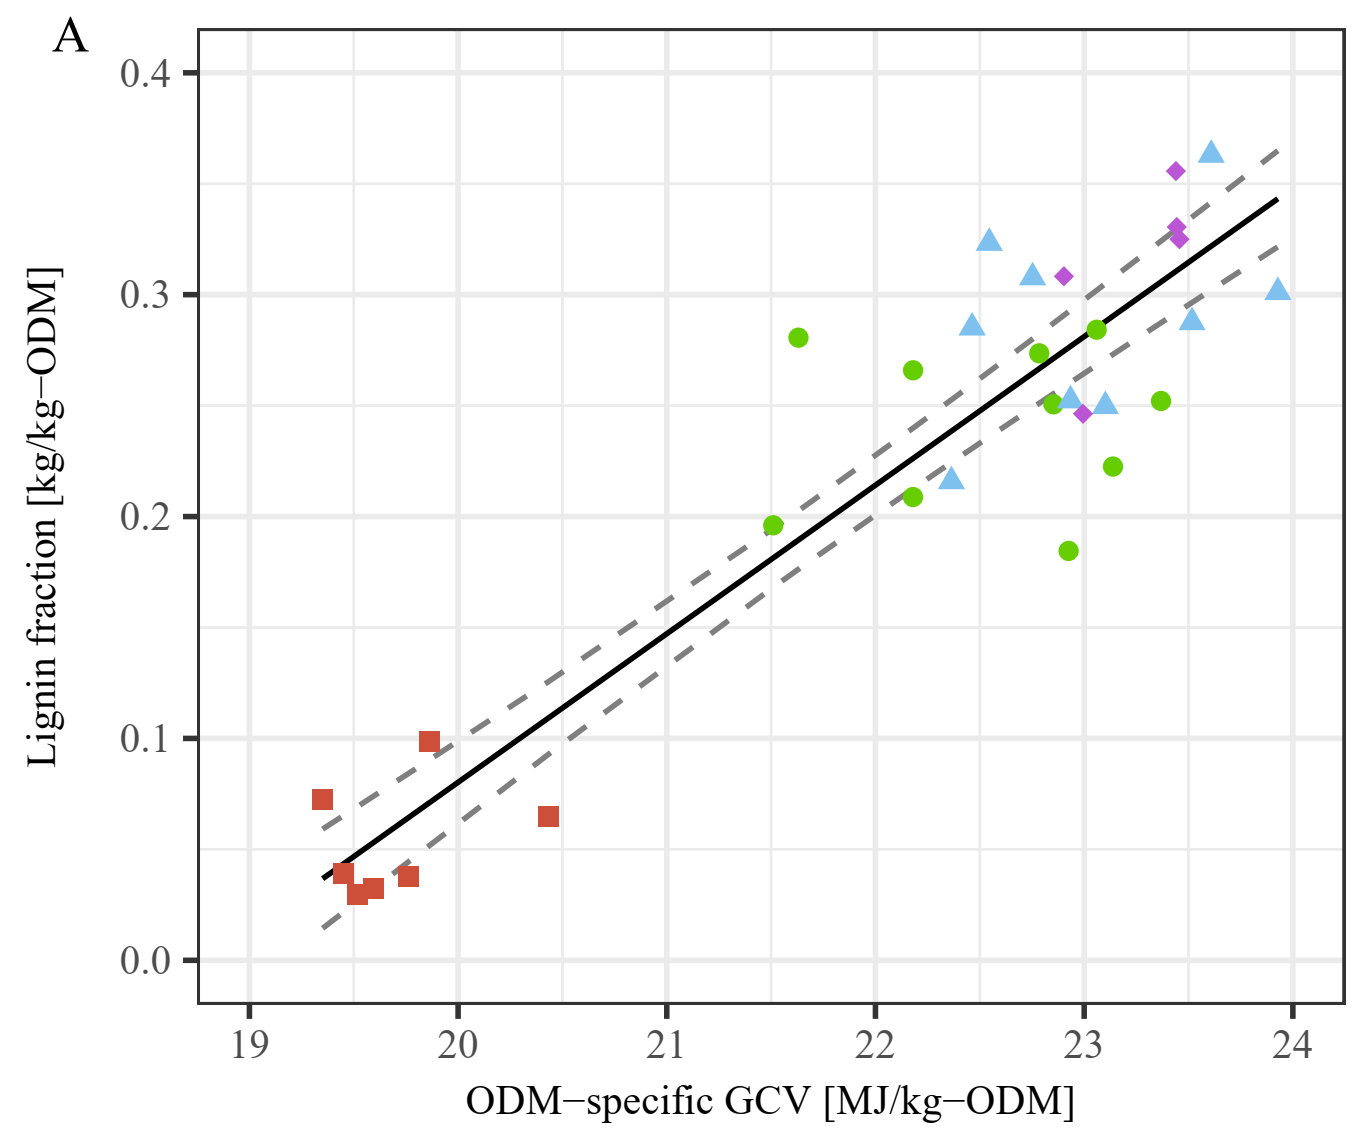 A
0.4
0.3
0.2
0.1
0.0
Lignin fraction [kg/kg−ODM]
19 20 21 22 23 24
ODM−specific GCV [MJ/kg−ODM]